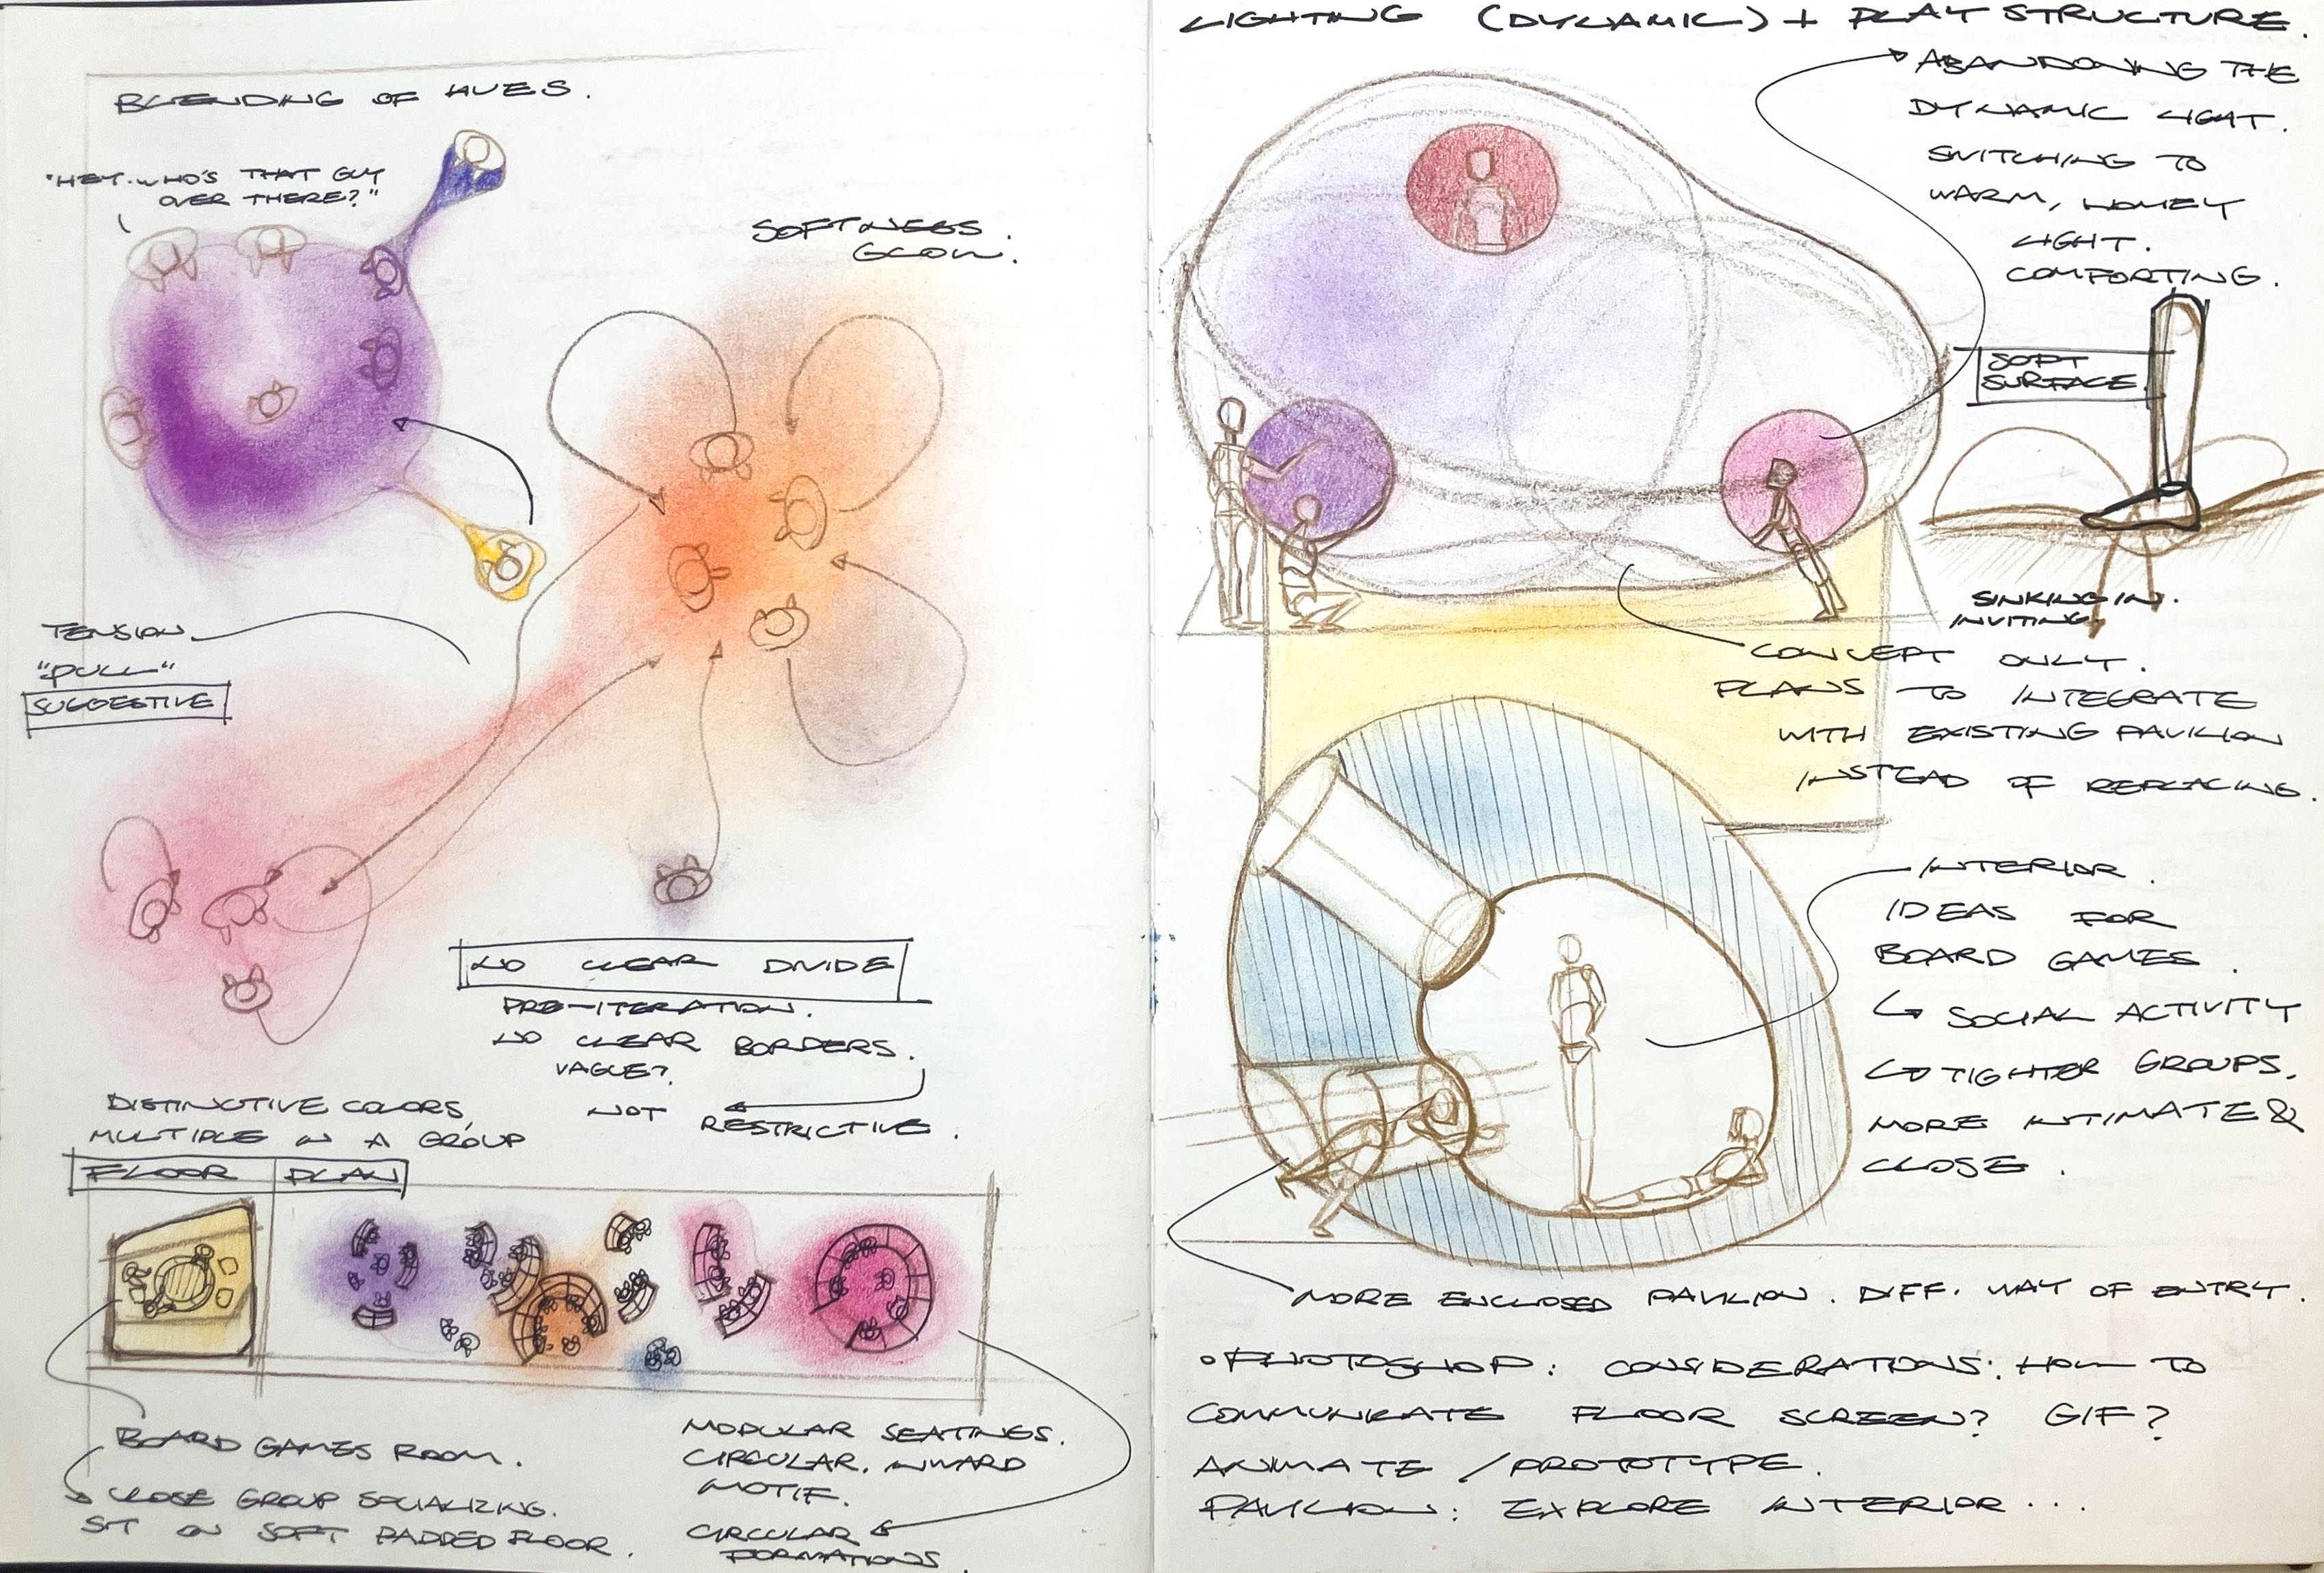 BLENDING OF HUES.
"HEY. WHO'S THAT GUY
OVER THERE?"
SOFTNESS.
GLOW.
TENSION
"PULL"
SUGGESTIVE
NO CLEAR DIVIDE
PRE-ITERATION.
NO CLEAR BORDERS.
VAGUE?
NOT RESTRICTIVE.
DISTINCTIVE COLORS,
MULTIPLE IN A GROUP
FLOOR PLAN
BOARD GAMES ROOM.
CLOSE GROUP SOCIALIZING.
SIT ON SOFT PADDED FLOOR.
MODULAR SEATINGS.
CIRCULAR, INWARD
MOTIF.
CIRCULAR
FORMATIONS.
LIGHTING (DYNAMIC) + PLAY STRUCTURE.
ABANDONING THE
DYNAMIC LIGHT.
SWITCHING TO
WARM, HOMEY
LIGHT.
COMFORTING.
SOFT
SURFACE.
SINKING IN.
INVITING.
CONCEPT ONLY.
PLANS TO INTEGRATE
WITH EXISTING PAVILION
INSTEAD OF REPLACING.
INTERIOR.
IDEAS FOR
BOARD GAMES.
SOCIAL ACTIVITY
TIGHTER GROUPS.
MORE INTIMATE &
CLOSE.
MORE ENCLOSED PAVILION. DIFF. WAY OF ENTRY.
• PHOTOSHOP: CONSIDERATIONS: HOW TO
COMMUNICATE FLOOR SCREEN? GIF?
ANIMATE / PROTOTYPE.
PAVILION: EXPLORE INTERIOR...